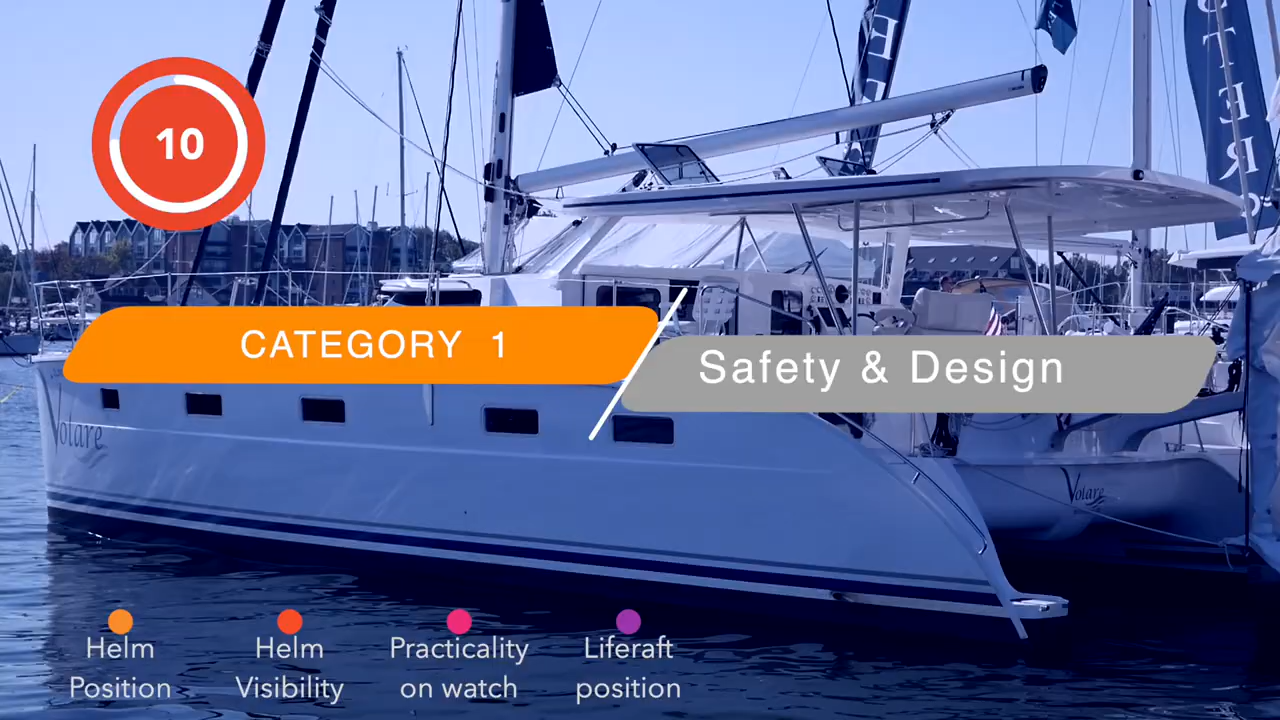 10
CATEGORY 1
Safety & Design
Volare
Volare
Helm
Position
Helm
Visibility
Practicality
on watch
Liferaft
position